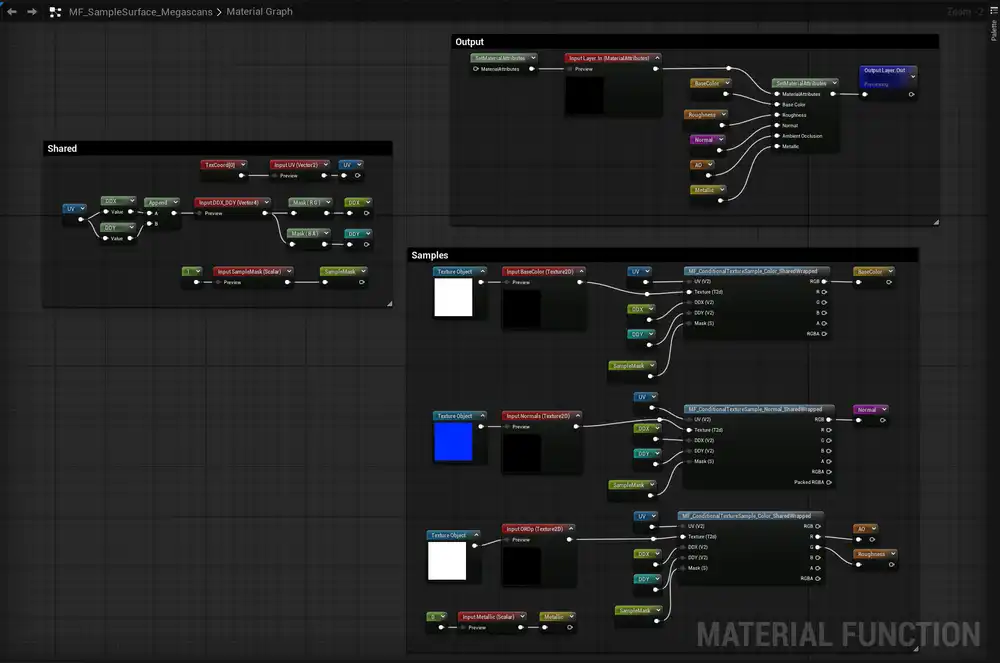 MF_SampleSurface_Megascans > Material Graph
Zoom -2
Palette
Output
SetMaterialAttributes
MaterialAttributes
Input Layer_In (MaterialAttributes)
Preview
BaseColor
Roughness
Normal
AO
Metallic
SetMaterialAttributes
MaterialAttributes
Base Color
Roughness
Normal
Ambient Occlusion
Metallic
Output Layer_Out
Previewing
Shared
TexCoord[0]
Input UV (Vector2)
Preview
UV
UV
DDX
Value
DDY
Value
Append
A
B
Input DDX_DDY (Vector4)
Preview
Mask ( R G )
DDX
Mask ( B A )
DDY
1
Input SampleMask (Scalar)
Preview
SampleMask
Samples
Texture Object
Input BaseColor (Texture2D)
Preview
UV
DDX
DDY
SampleMask
MF_ConditionalTextureSample_Color_SharedWrapped
UV (V2)
Texture (T2d)
DDX (V2)
DDY (V2)
Mask (S)
RGB
R
G
B
A
RGBA
BaseColor
Texture Object
Input Normals (Texture2D)
Preview
UV
DDX
DDY
SampleMask
MF_ConditionalTextureSample_Normal_SharedWrapped
UV (V2)
Texture (T2d)
DDX (V2)
DDY (V2)
Mask (S)
RGB
R
G
B
A
RGBA
Packed RGBA
Normal
Texture Object
Input ORDp (Texture2D)
Preview
UV
DDX
DDY
SampleMask
MF_ConditionalTextureSample_Color_SharedWrapped
UV (V2)
Texture (T2d)
DDX (V2)
DDY (V2)
Mask (S)
RGB
R
G
B
A
RGBA
AO
Roughness
0
Input Metallic (Scalar)
Preview
Metallic
MATERIAL FUNCTION